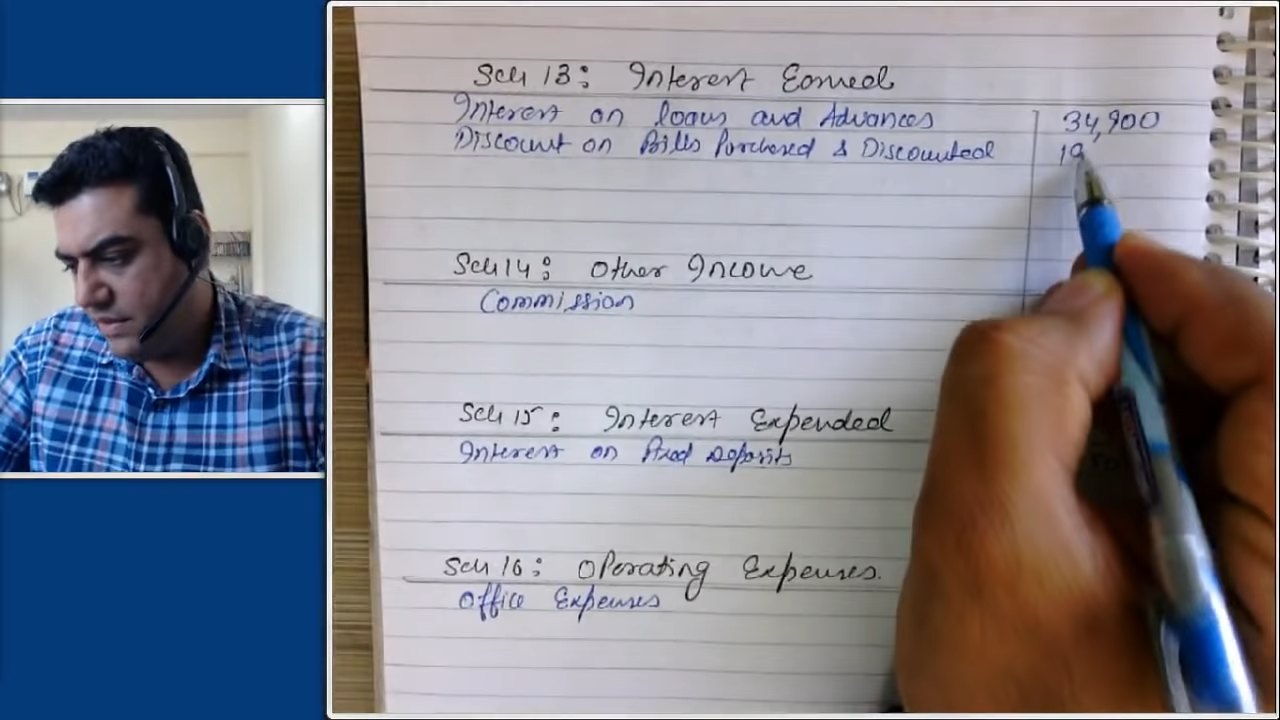 Sch 13: Interest Earned
Interest on loans and Advances 34,900
Discount on Bills Purchased & Discounted 19
Sch 14: Other Income
Commission
Sch 15: Interest Expended
Interest on Fixed Deposits
Sch 16: Operating Expenses.
Office Expenses